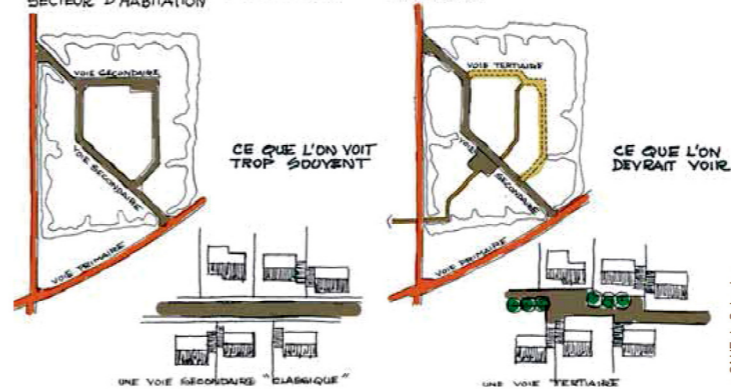 SECTEUR D'HABITATION
VOIE SECONDAIRE
VOIE SECONDAIRE
VOIE PRIMAIRE
CE QUE L'ON VOIT
TROP SOUVENT
UNE VOIE SECONDAIRE "CLASSIQUE"
VOIE TERTIAIRE
VOIE SECONDAIRE
VOIE PRIMAIRE
CE QUE L'ON
DEVRAIT VOIR
UNE VOIE TERTIAIRE